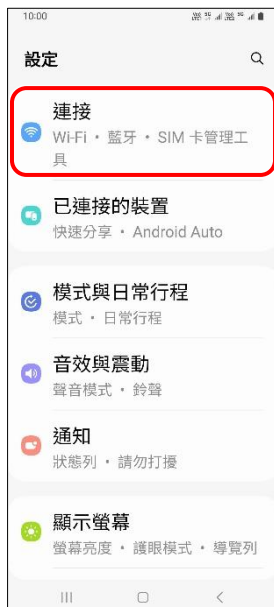 10:00
設定
連接
Wi-Fi • 藍牙 • SIM 卡管理工
具
已連接的裝置
快速分享 • Android Auto
模式與日常行程
模式 • 日常行程
音效與震動
聲音模式 • 鈴聲
通知
狀態列 • 請勿打擾
顯示螢幕
螢幕亮度 • 護眼模式 • 導覽列